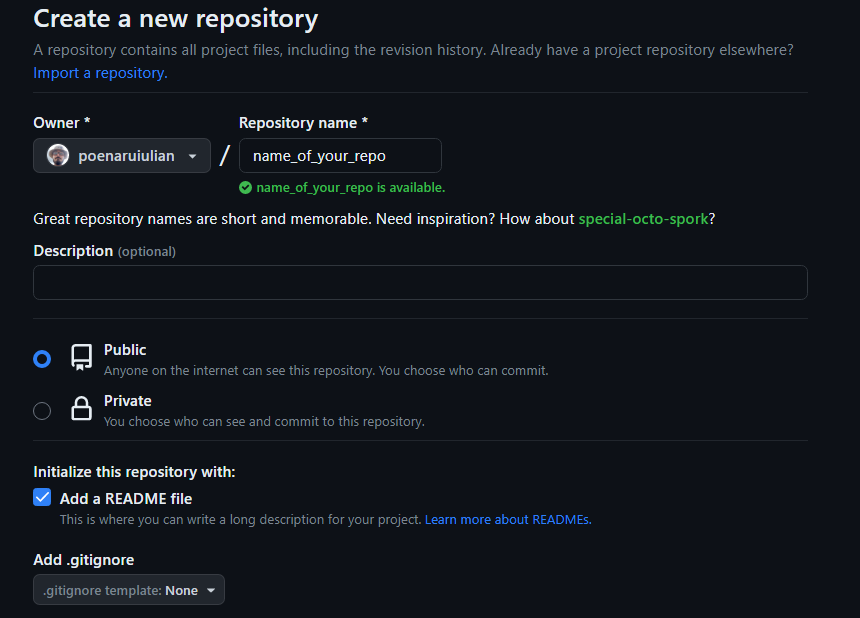 Create a new repository
A repository contains all project files, including the revision history. Already have a project repository elsewhere?
Import a repository.
Owner * Repository name *
poenaruiulian / name_of_your_repo
name_of_your_repo is available.
Great repository names are short and memorable. Need inspiration? How about special-octo-spork?
Description (optional)
Public
Anyone on the internet can see this repository. You choose who can commit.
Private
You choose who can see and commit to this repository.
Initialize this repository with:
Add a README file
This is where you can write a long description for your project. Learn more about READMEs.
Add .gitignore
.gitignore template: None